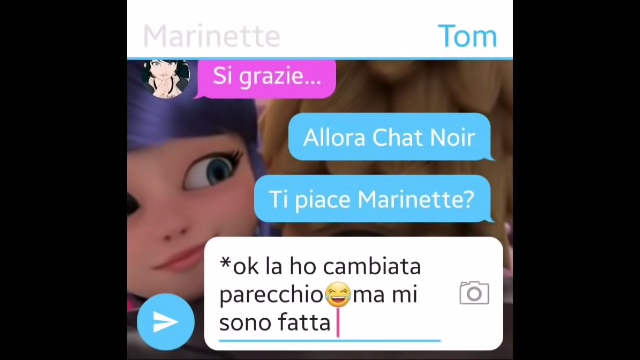 Marinette
Tom
Si grazie...
Allora Chat Noir
Ti piace Marinette?
*ok la ho cambiata
parecchio😂ma mi
sono fatta